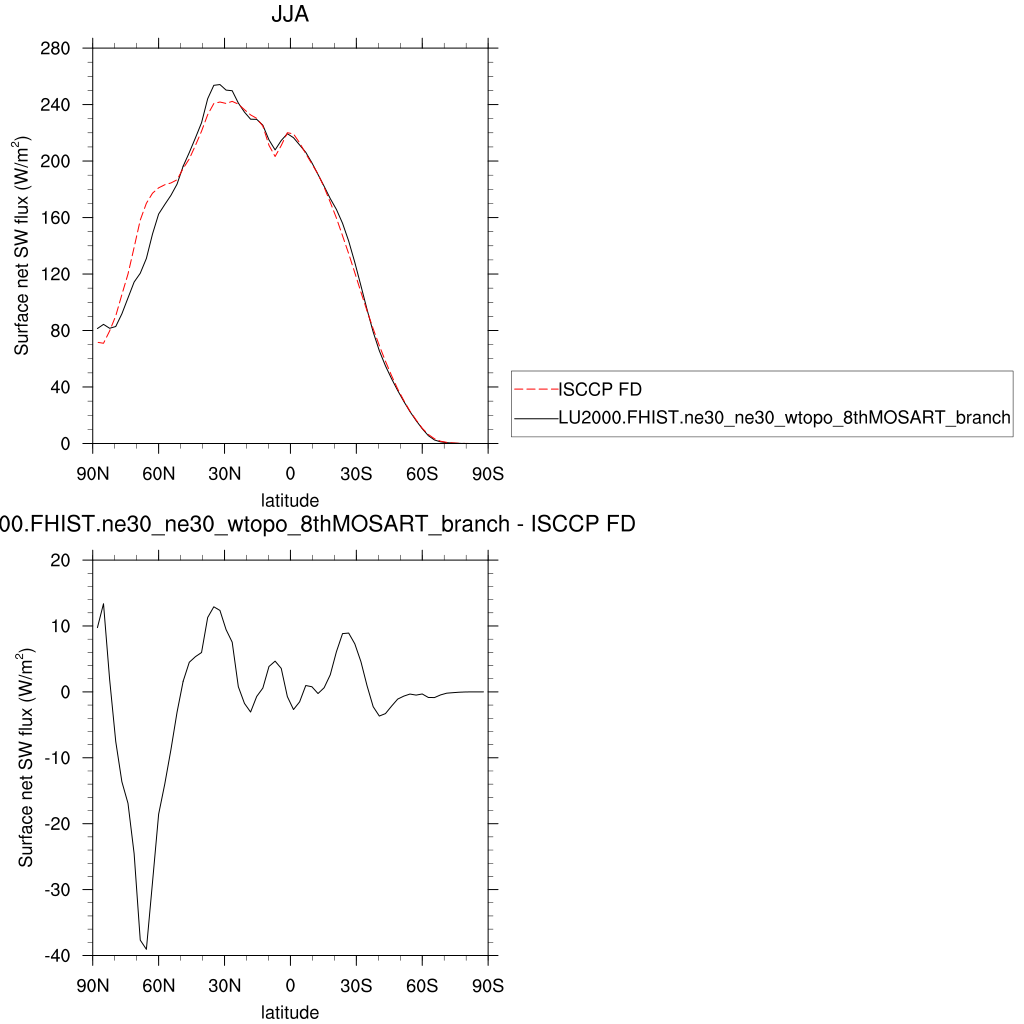 JJA
Surface net SW flux (W/m²)
280
240
200
160
120
80
40
0
90N 60N 30N 0 30S 60S 90S
latitude
ISCCP FD
LU2000.FHIST.ne30_ne30_wtopo_8thMOSART_branch
00.FHIST.ne30_ne30_wtopo_8thMOSART_branch - ISCCP FD
Surface net SW flux (W/m²)
20
10
0
-10
-20
-30
-40
90N 60N 30N 0 30S 60S 90S
latitude